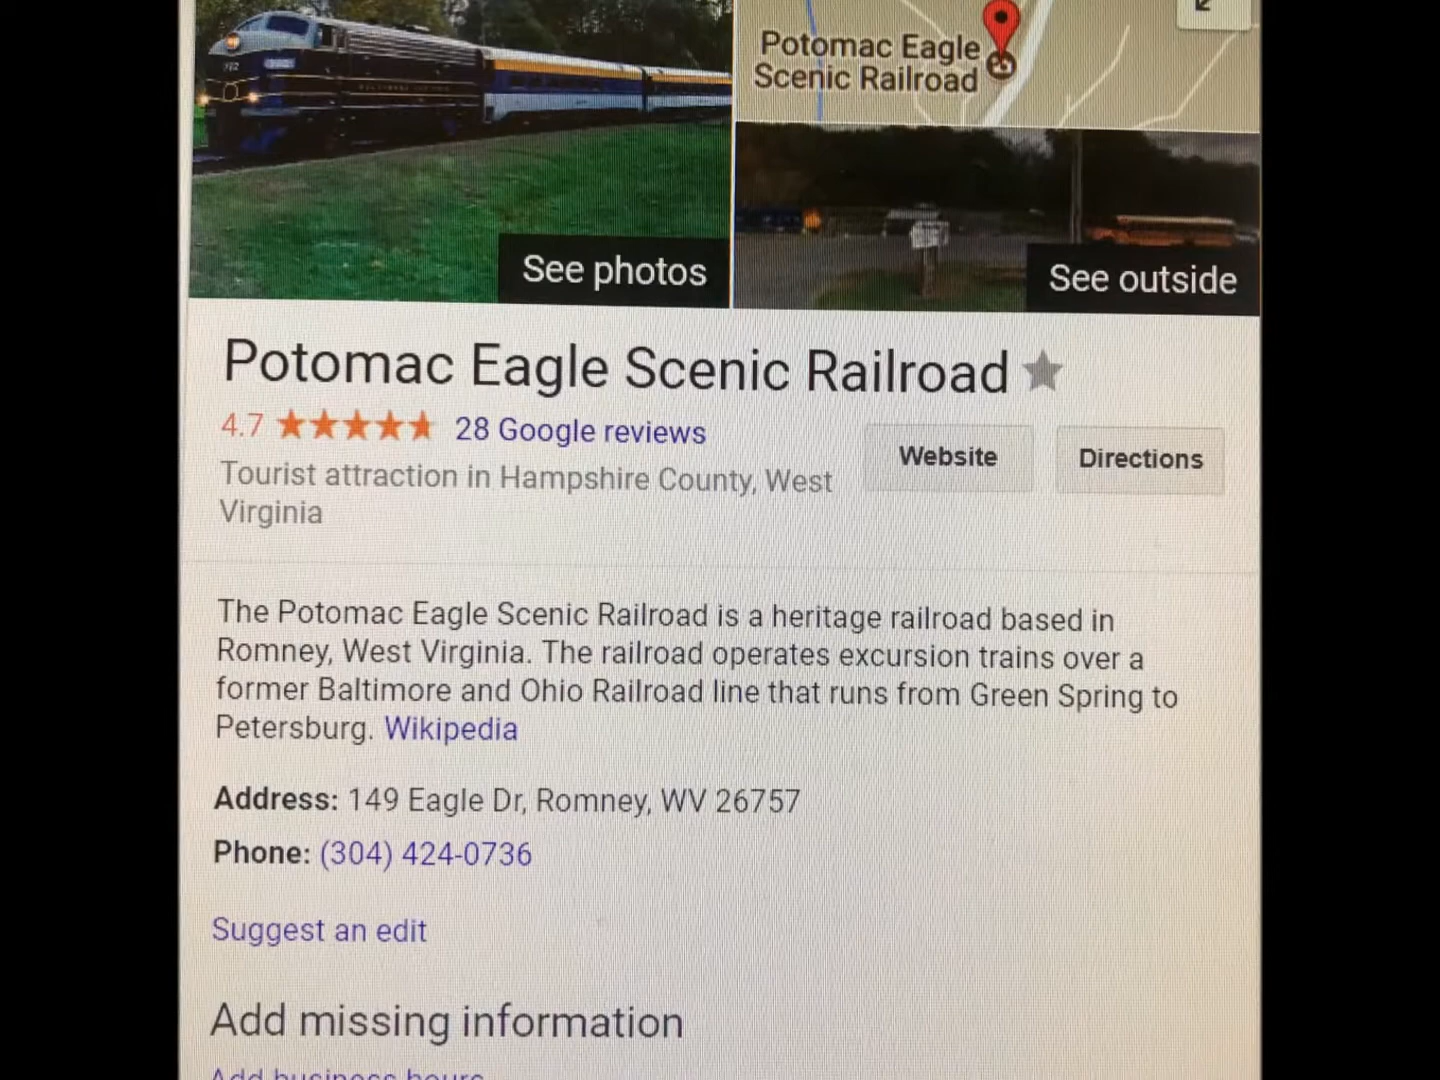 Potomac Eagle
Scenic Railroad
See photos
See outside
Potomac Eagle Scenic Railroad
4.7 28 Google reviews
Website
Directions
Tourist attraction in Hampshire County, West
Virginia
The Potomac Eagle Scenic Railroad is a heritage railroad based in
Romney, West Virginia. The railroad operates excursion trains over a
former Baltimore and Ohio Railroad line that runs from Green Spring to
Petersburg. Wikipedia
Address: 149 Eagle Dr, Romney, WV 26757
Phone: (304) 424-0736
Suggest an edit
Add missing information
Add business hours